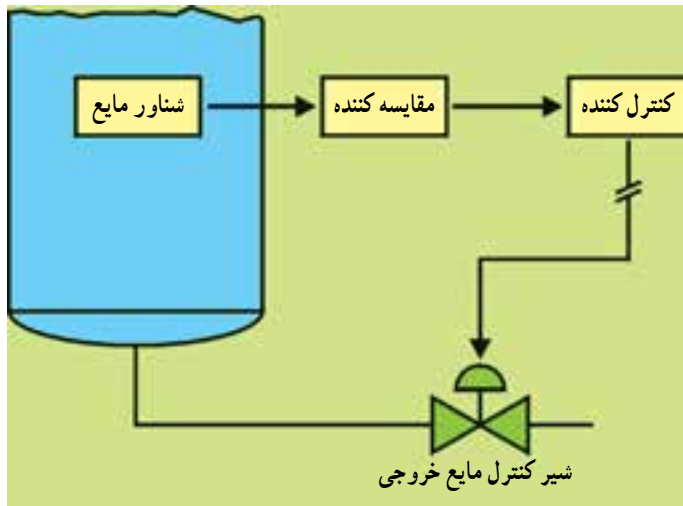 شناور مایع
مقایسه کننده
کنترل کننده
شیر کنترل مایع خروجی